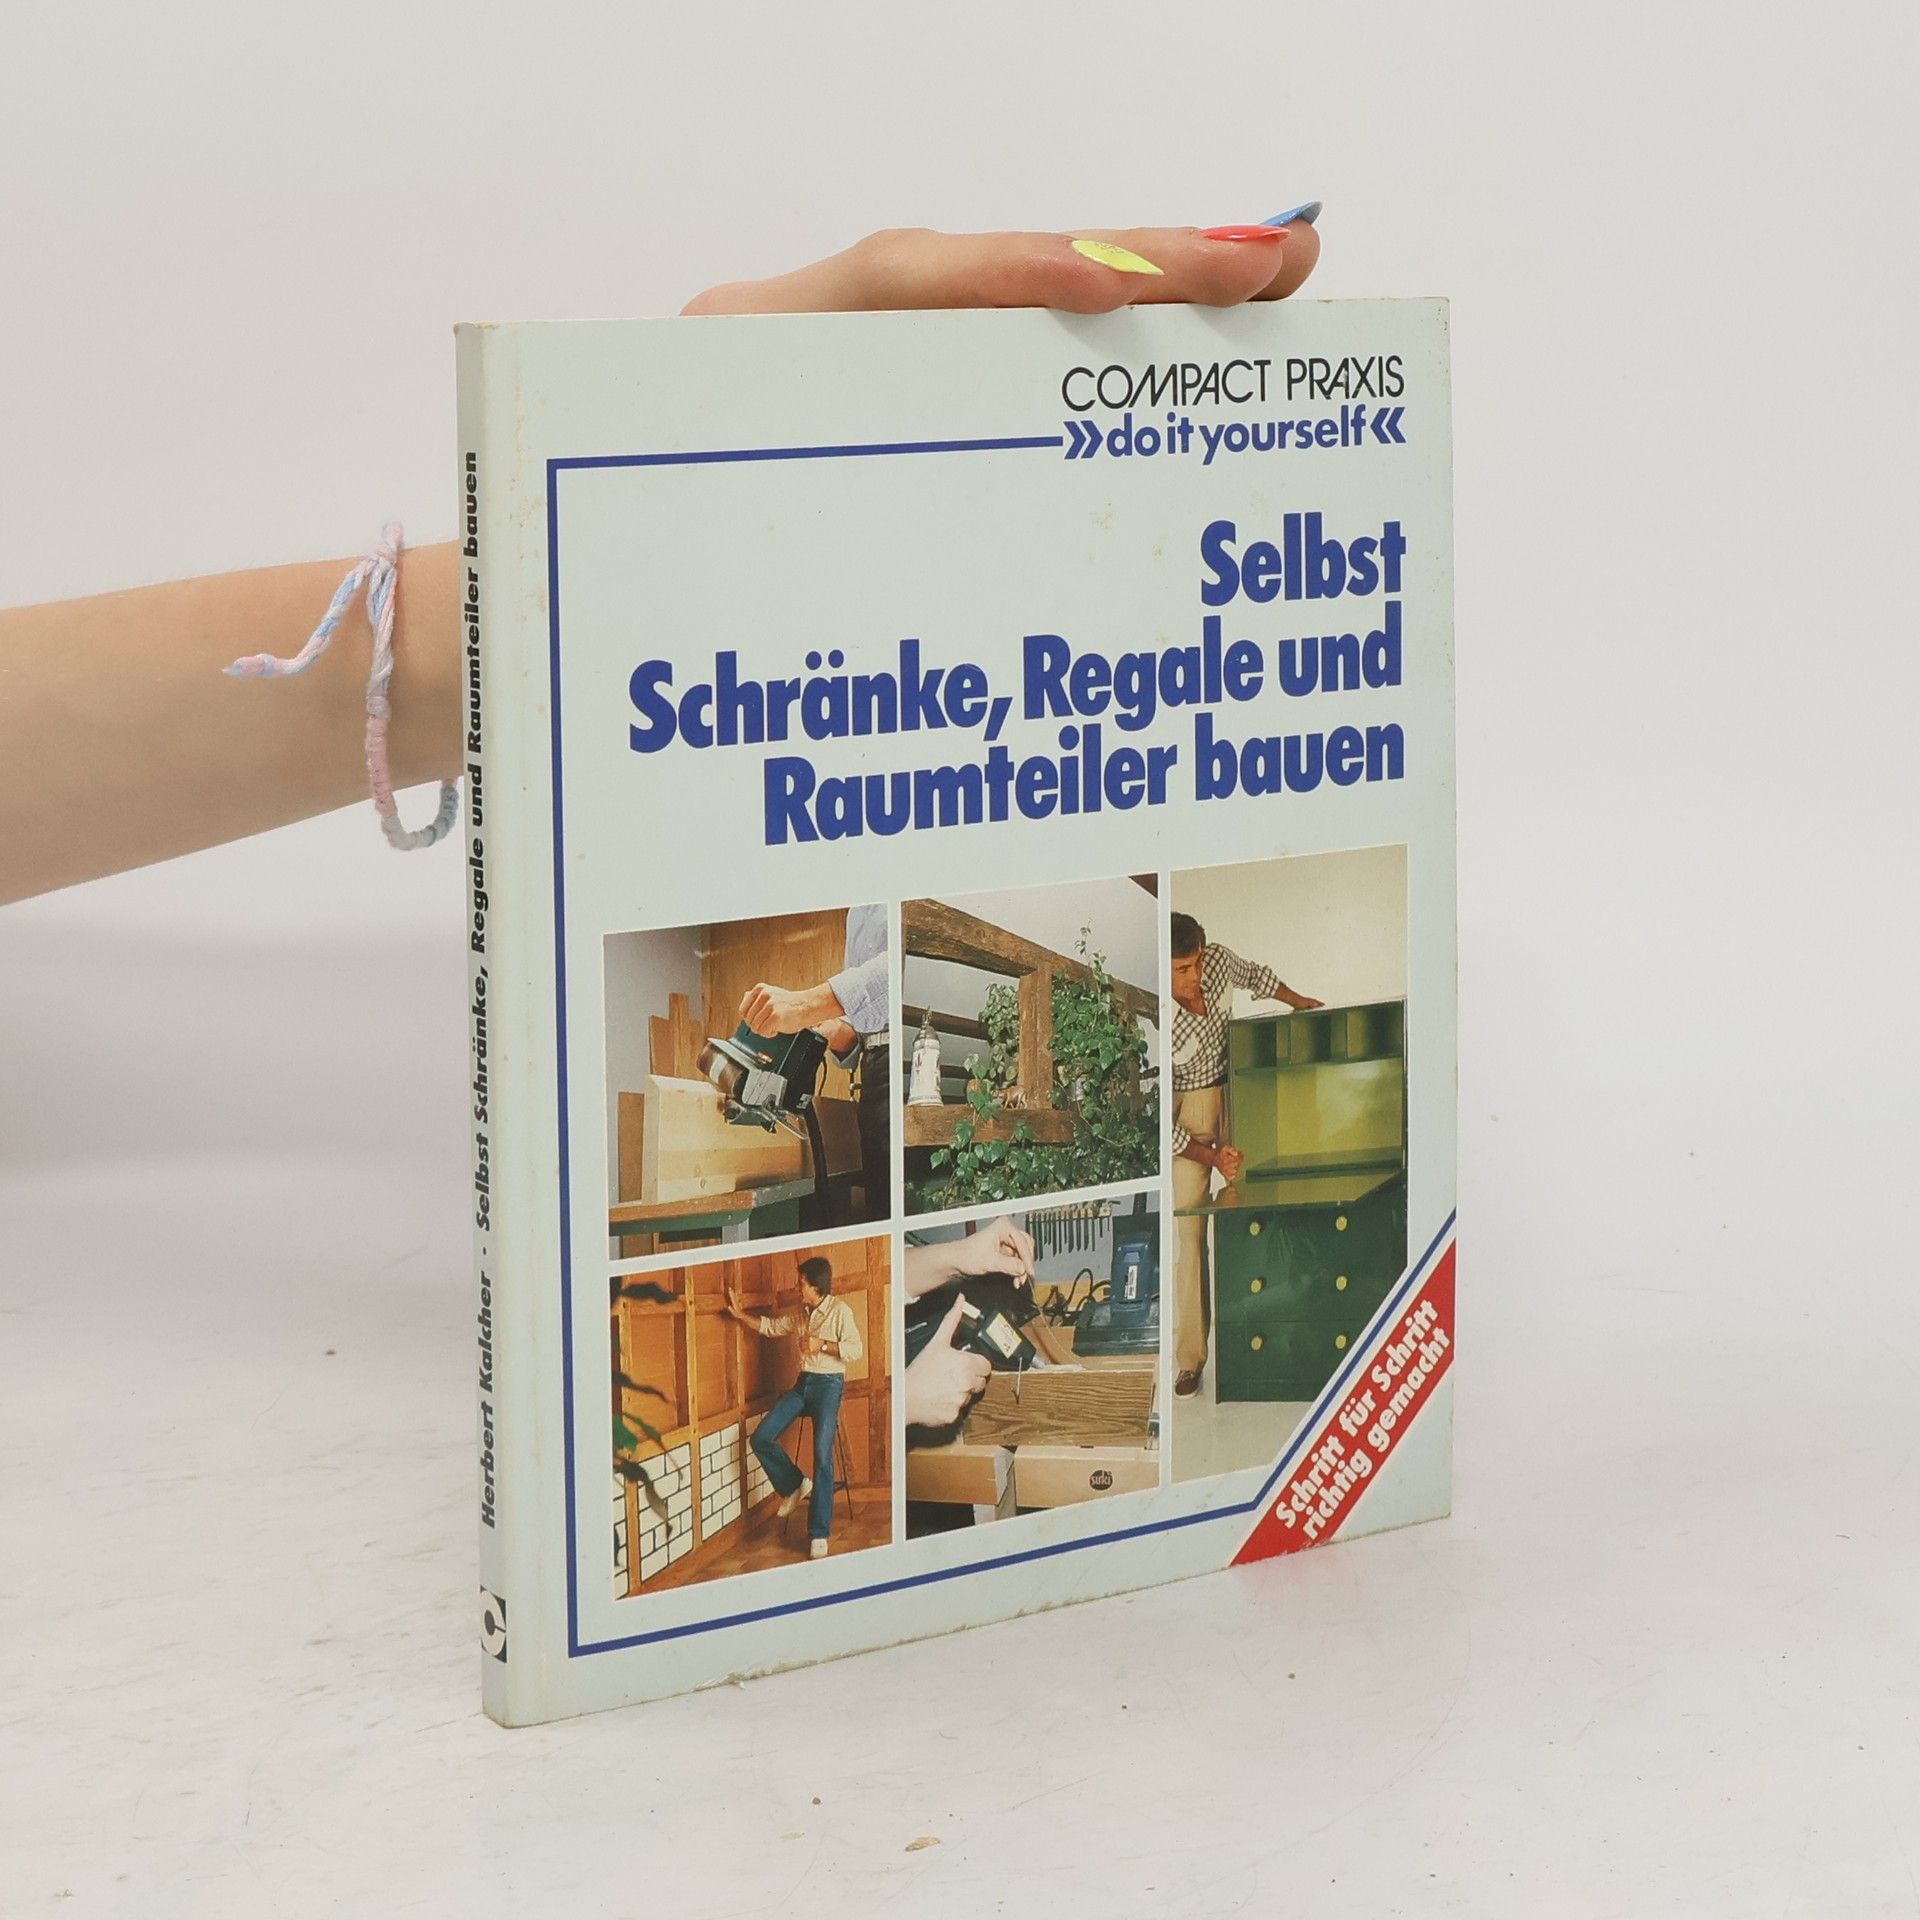 COMPACT PRAXIS
»do it yourself«
Selbst
Schränke, Regale und
Raumteiler bauen
Schritt für Schritt
richtig gemacht
suki
Herbert Kalcher · Selbst Schränke, Regale und Raumteiler bauen